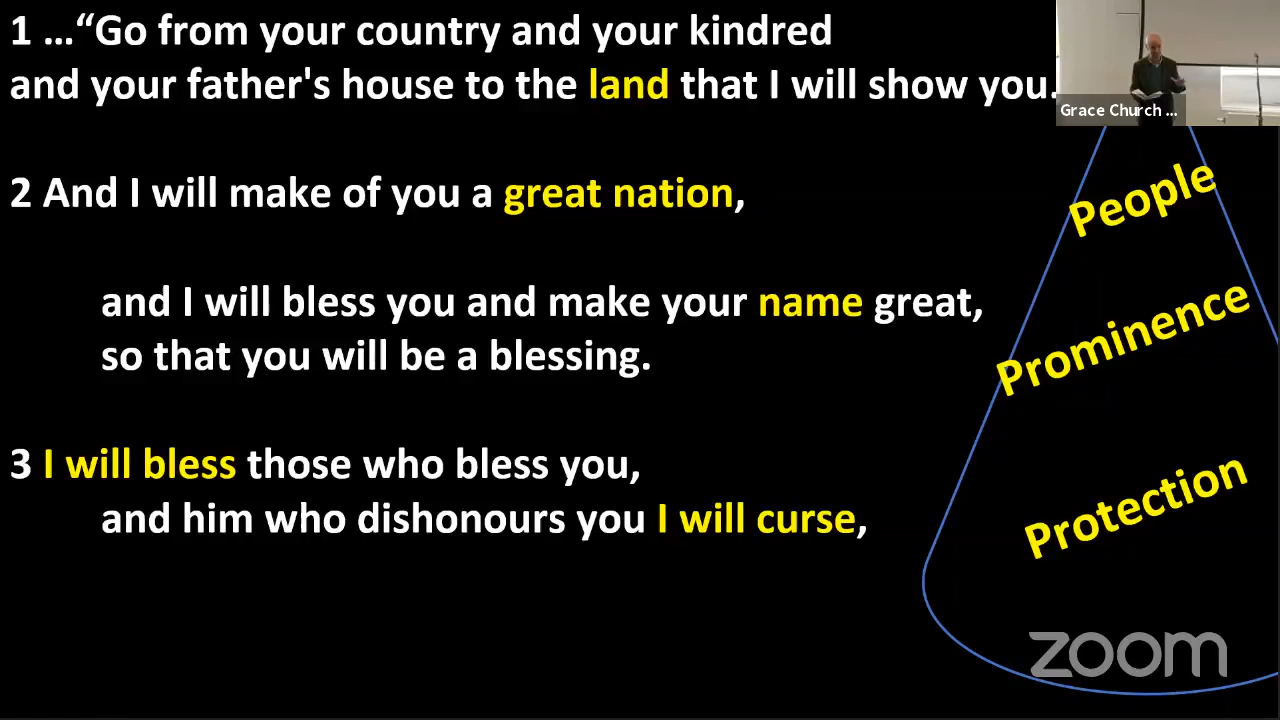 1 ...“Go from your country and your kindred
and your father's house to the land that I will show you.
Grace Church ...
2 And I will make of you a great nation,
People
and I will bless you and make your name great,
so that you will be a blessing.
Prominence
3 I will bless those who bless you,
and him who dishonours you I will curse,
Protection
zoom